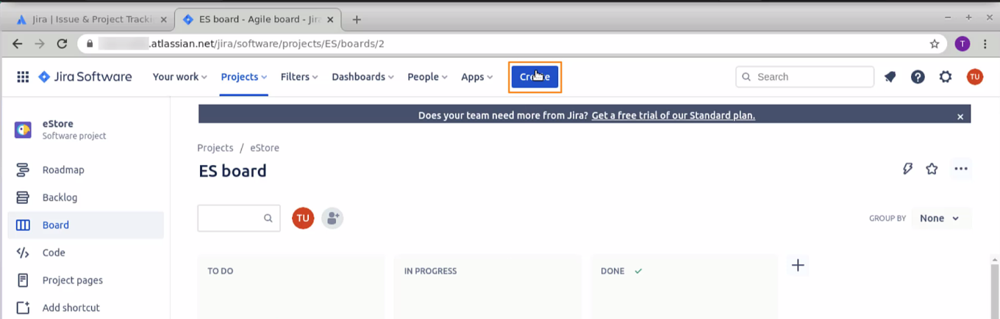 Jira | Issue & Project Tracki
ES board - Agile board - Jir
.atlassian.net/jira/software/projects/ES/boards/2
T
Jira Software Your work Projects Filters Dashboards People Apps Create Search TU
Does your team need more from Jira? Get a free trial of our Standard plan.
eStore
Software project
Roadmap
Backlog
Board
Code
Project pages
Add shortcut
Projects / eStore
ES board
TU
GROUP BY None
TO DO
IN PROGRESS
DONE